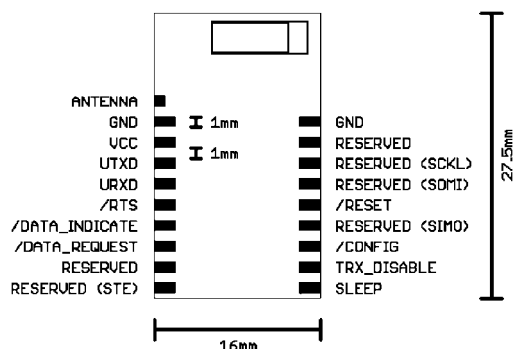 ANTENNA
GND 1mm GND
VCC RESERVED
UTXD 1mm RESERVED (SCKL)
URXD RESERVED (SOMI)
/RTS /RESET
/DATA_INDICATE RESERVED (SIMO)
/DATA_REQUEST /CONFIG
RESERVED TRX_DISABLE
RESERVED (STE) SLEEP
27.5mm
16mm